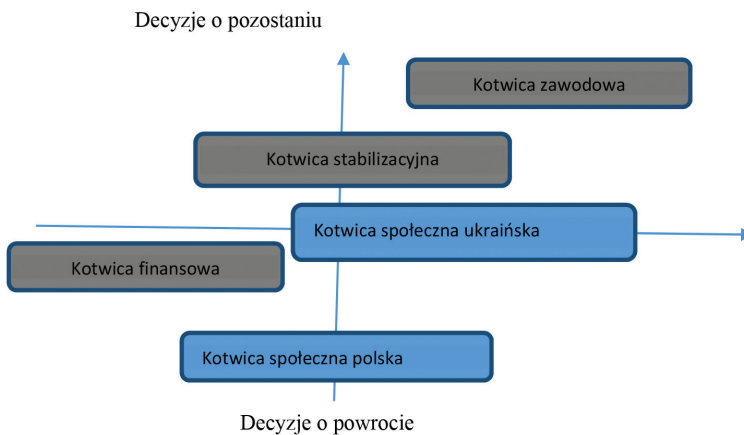 Decyzje o pozostaniu
Kotwica zawodowa
Kotwica stabilizacyjna
Kotwica społeczna ukraińska
Kotwica finansowa
Kotwica społeczna polska
Decyzje o powrocie